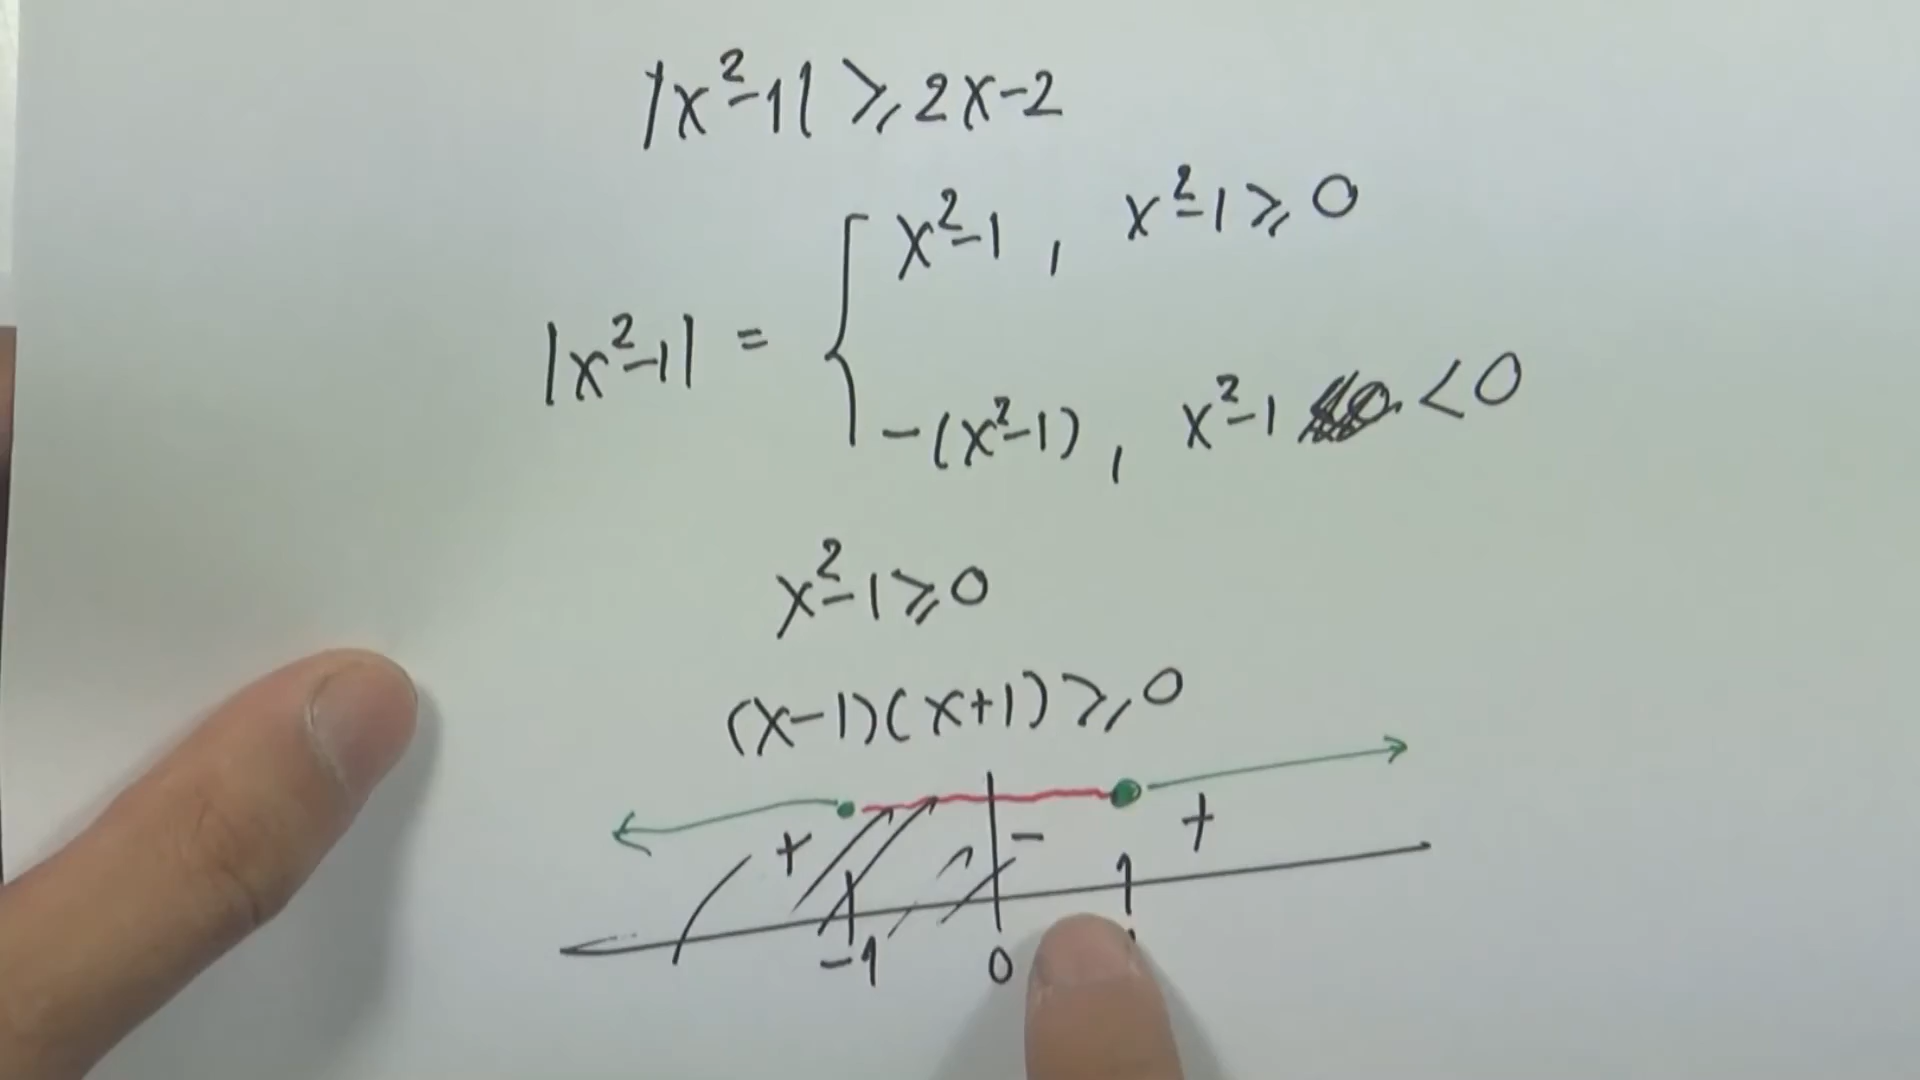 |x²-1| ≥ 2x-2
x²-1 , x²-1 ≥ 0
|x²-1| =
-(x²-1) , x²-1 < 0
x²-1 ≥ 0
(x-1)(x+1) ≥ 0
+ - +
-1 0